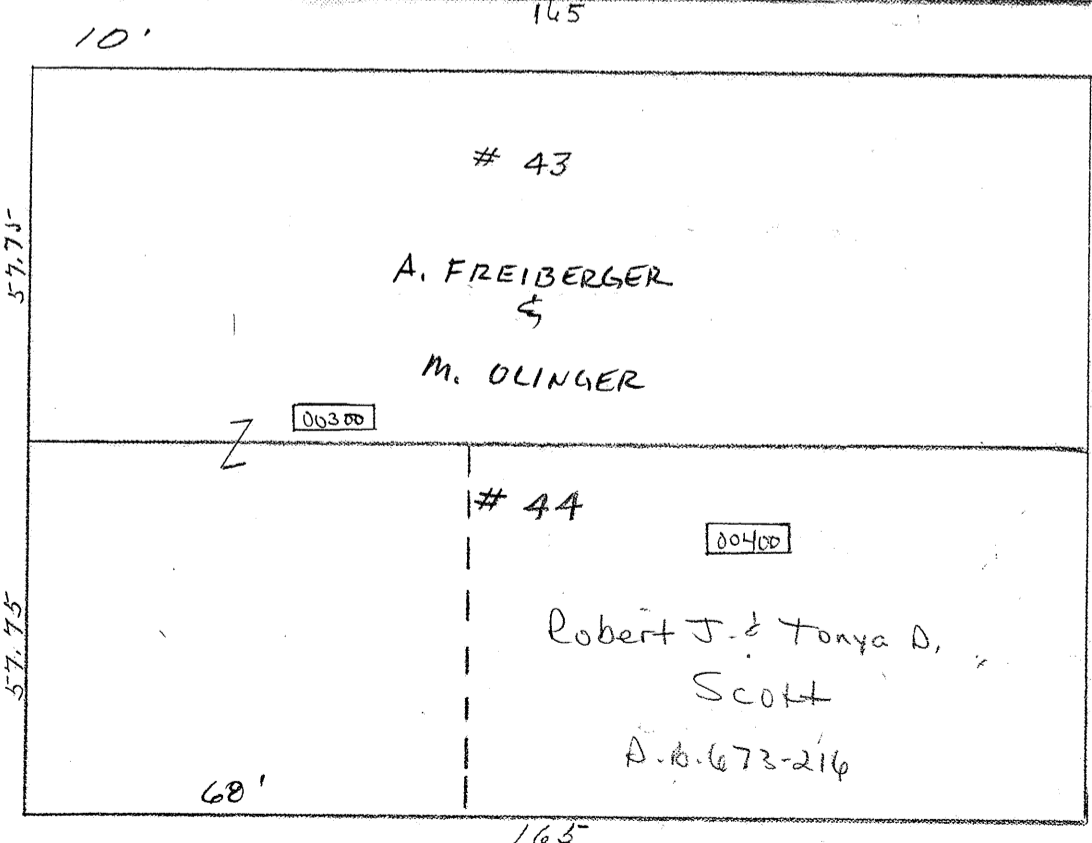 165
10'
# 43
57.75
A. FREIBERGER
&
M. OLINGER
00300
Z
# 44
00400
57.75
Robert J. & Tonya D.
Scott
D.B. 673-216
68'
165